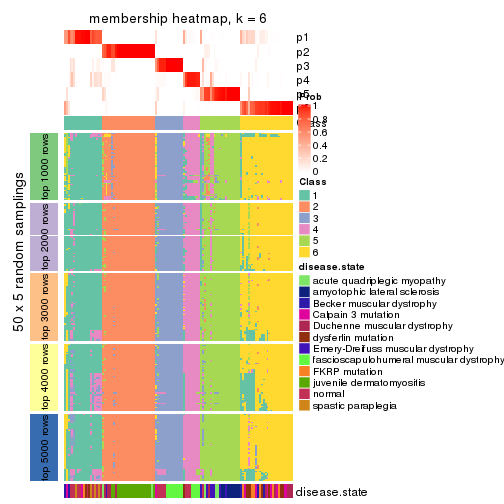 membership heatmap, k = 6
p1
p2
p3
p4
p5
Prob
1
0.8
0.6
0.4
0.2
0
Class
1
2
3
4
5
6
50 x 5 random samplings
top 1000 rows
top 2000 rows
top 3000 rows
top 4000 rows
top 5000 rows
disease.state
acute quadriplegic myopathy
amyotophic lateral sclerosis
Becker muscular dystrophy
Calpain 3 mutation
Duchenne muscular dystrophy
dysferlin mutation
Emery-Dreifuss muscular dystrophy
fascioscapulohumeral muscular dystrophy
FKRP mutation
juvenile dermatomyositis
normal
spastic paraplegia
disease.state